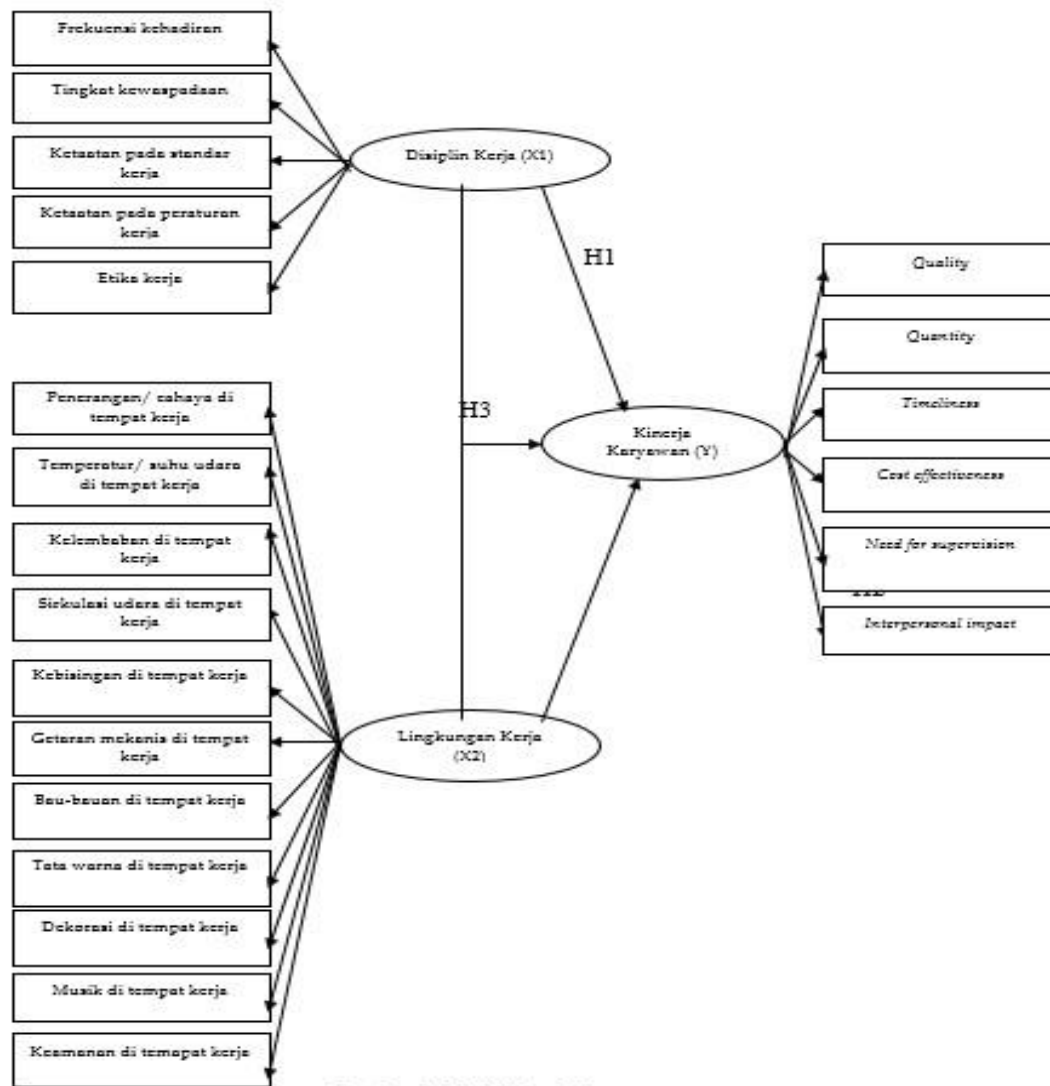 Frekuensi kehadiran
Tingkat kewaspadaan
Ketaatan pada standar
kerja
Ketaatan pada peraturan
kerja
Etika kerja
Disiplin Kerja (X1)
H1
H3
Kinerja
Karyawan (Y)
Quality
Quantity
Timeliness
Cost effectiveness
Need for supervision
Interpersonal impact
Penerangan/ cahaya di
tempat kerja
Temperatur/ suhu udara
di tempat kerja
Kelembaban di tempat
kerja
Sirkulasi udara di tempat
kerja
Kebisingan di tempat kerja
Getaran mekanis di tempat
kerja
Bau-bauan di tempat kerja
Tata warna di tempat kerja
Dekorasi di tempat kerja
Musik di tempat kerja
Keamanan di temapat kerja
Lingkungan Kerja
(X2)